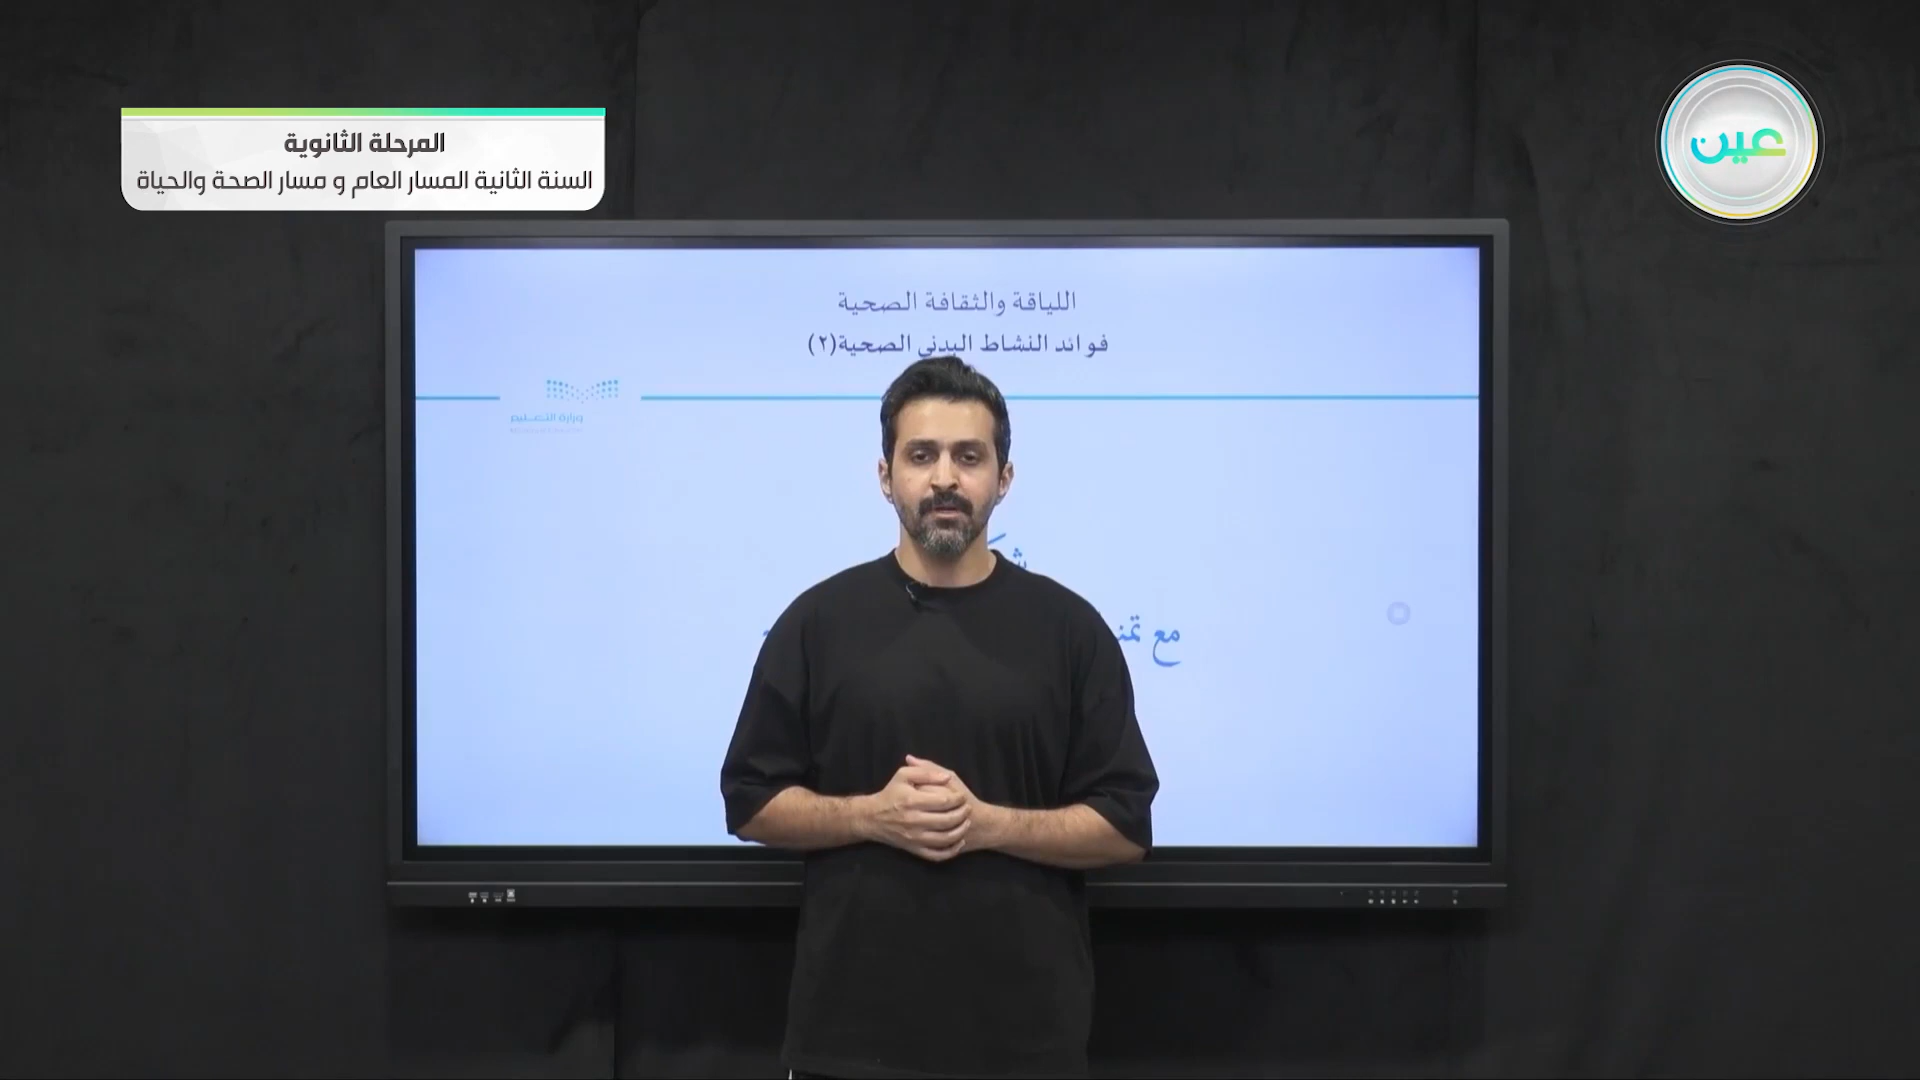 المرحلة الثانوية
السنة الثانية المسار العام و مسار الصحة والحياة
عين
اللياقة والثقافة الصحية
فوائد النشاط البدني الصحية(٢)
وزارة التعليم
مع